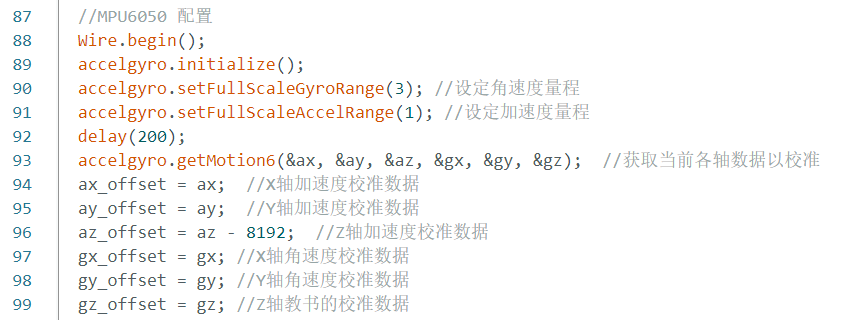 87 //MPU6050 配置
88 Wire.begin();
89 accelgyro.initialize();
90 accelgyro.setFullScaleGyroRange(3); //设定角速度量程
91 accelgyro.setFullScaleAccelRange(1); //设定加速度量程
92 delay(200);
93 accelgyro.getMotion6(&ax, &ay, &az, &gx, &gy, &gz);  //获取当前各轴数据以校准
94 ax_offset = ax;  //X轴加速度校准数据
95 ay_offset = ay;  //Y轴加速度校准数据
96 az_offset = az - 8192;  //Z轴加速度校准数据
97 gx_offset = gx; //X轴角速度校准数据
98 gy_offset = gy; //Y轴角速度校准数据
99 gz_offset = gz; //Z轴教书的校准数据